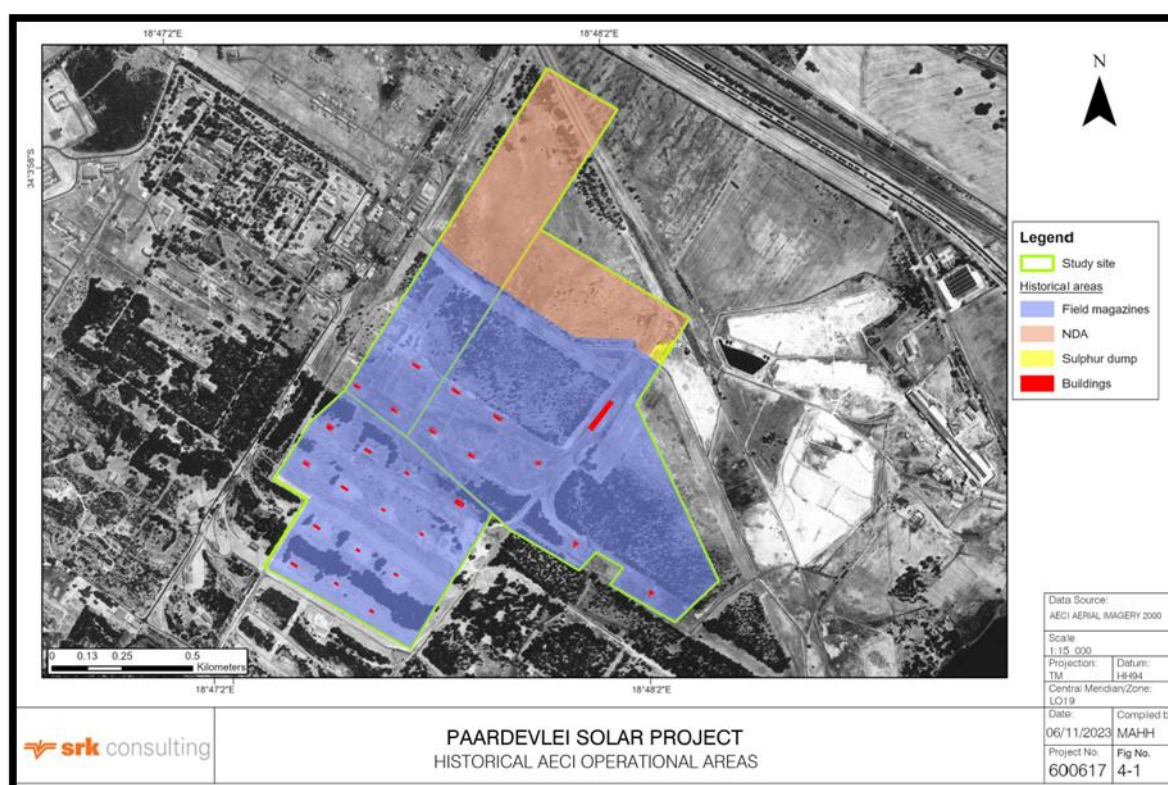 18°47'2"E
18°48'2"E
34°3'58"S
N
Legend
Study site
Historical areas
Field magazines
NDA
Sulphur dump
Buildings
0 0.13 0.25 0.5
Kilometers
18°47'2"E
18°48'2"E
Data Source:
AECI AERIAL IMAGERY 2000
Scale
1:15 000
Projection: Datum:
TM HH94
Central Meridian/Zone:
LO19
Date: Compiled b
06/11/2023 MAHH
Project No. Fig No.
600617 4-1
srk consulting
PAARDEVLEI SOLAR PROJECT
HISTORICAL AECI OPERATIONAL AREAS